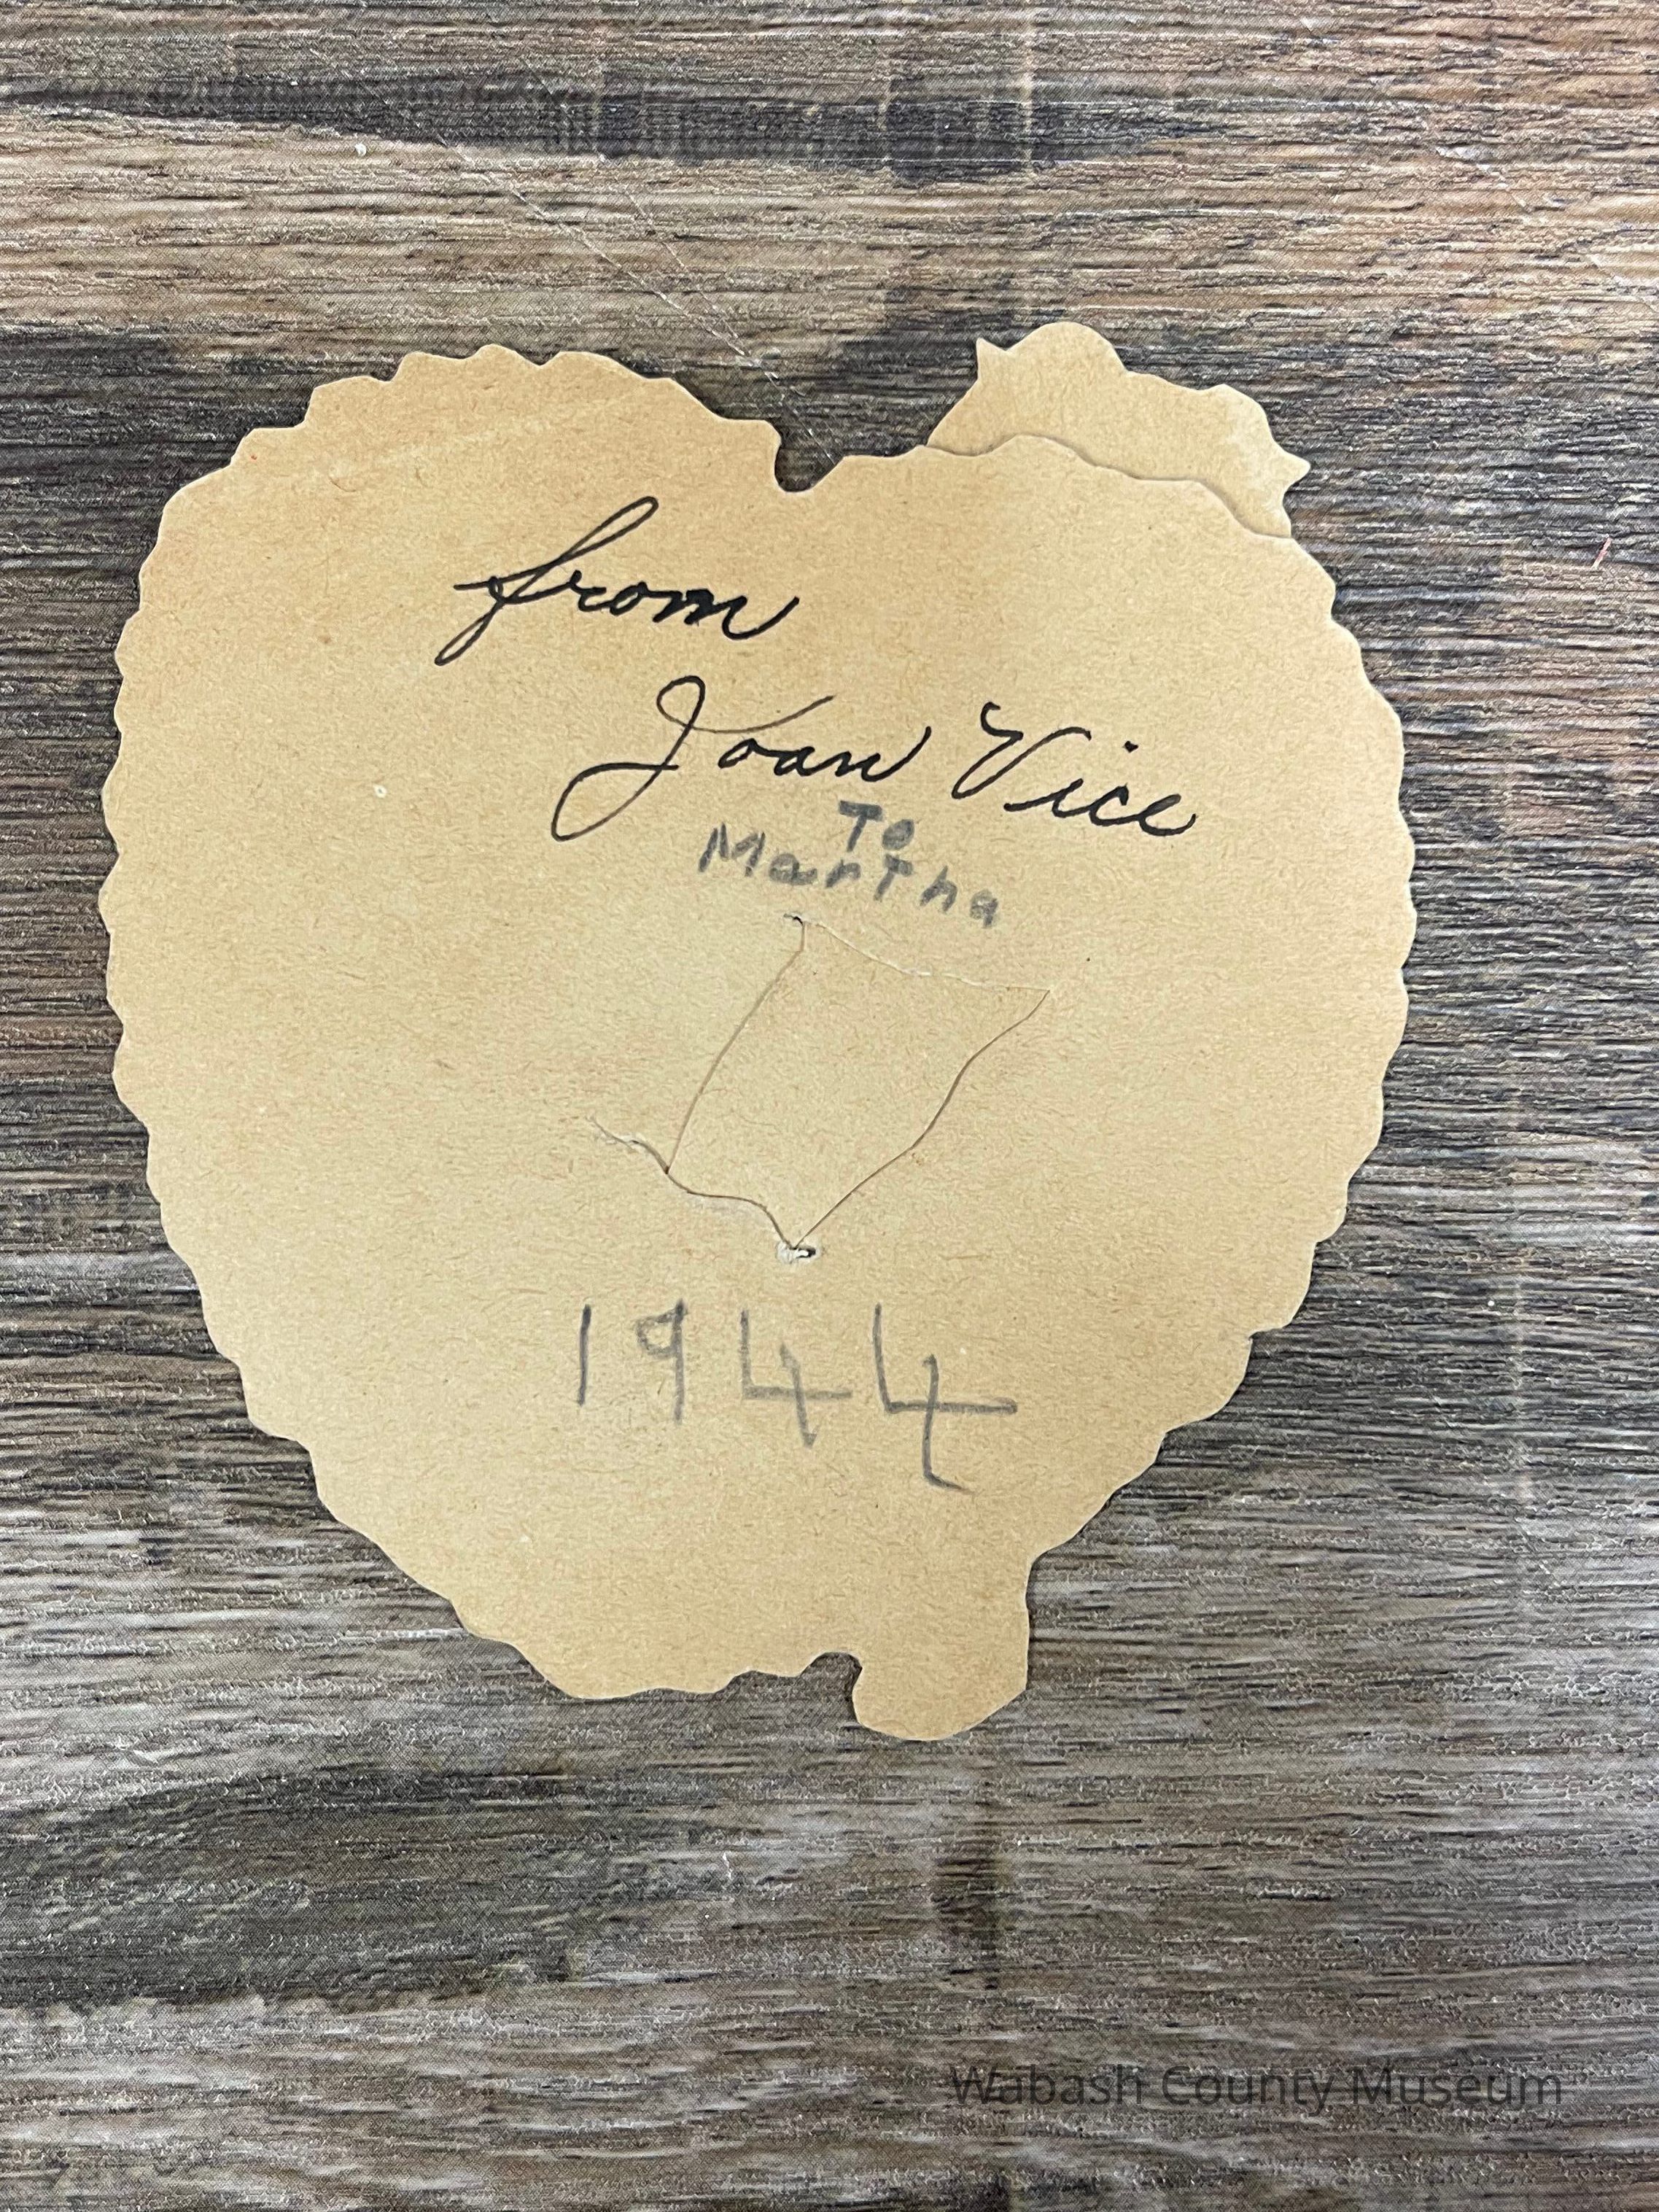 from
Joan Vice
To
Martha
1944
Wabash County Museum